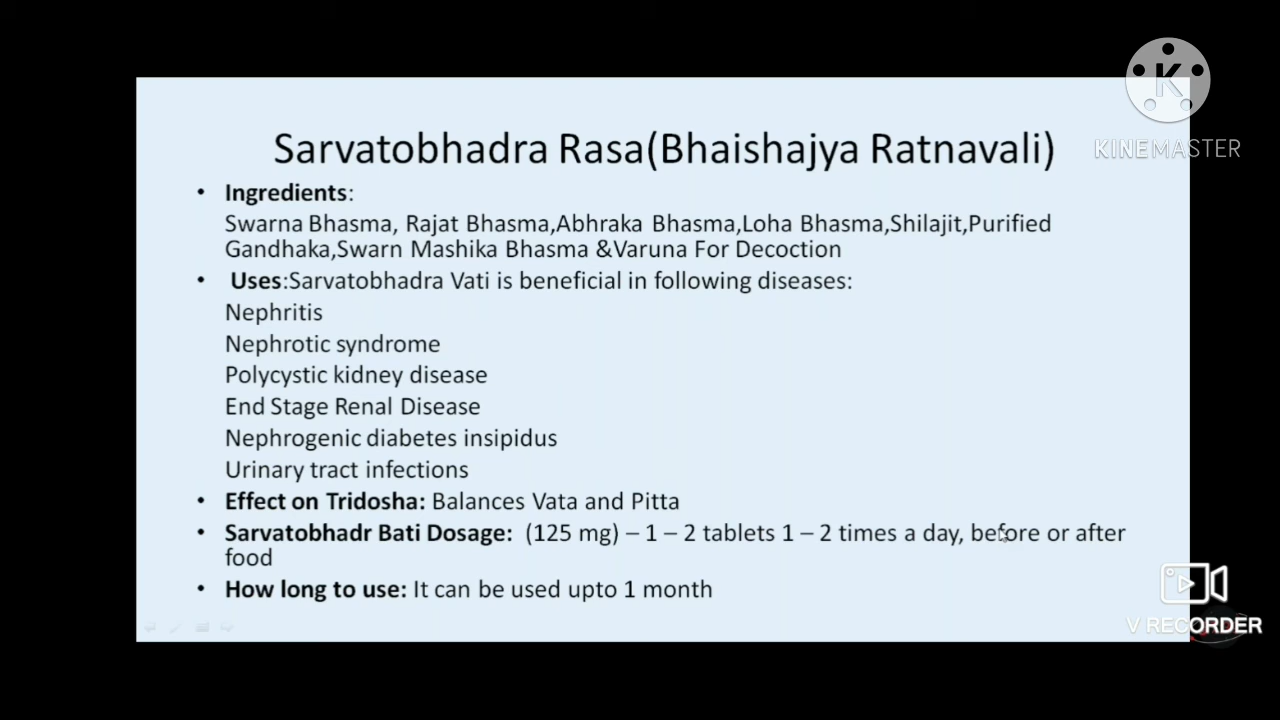 K
KINEMASTER
Sarvatobhadra Rasa(Bhaishajya Ratnavali)
• Ingredients:
Swarna Bhasma, Rajat Bhasma,Abhraka Bhasma,Loha Bhasma,Shilajit,Purified
Gandhaka,Swarn Mashika Bhasma &Varuna For Decoction
• Uses:Sarvatobhadra Vati is beneficial in following diseases:
Nephritis
Nephrotic syndrome
Polycystic kidney disease
End Stage Renal Disease
Nephrogenic diabetes insipidus
Urinary tract infections
• Effect on Tridosha: Balances Vata and Pitta
• Sarvatobhadr Bati Dosage: (125 mg) – 1 – 2 tablets 1 – 2 times a day, before or after
food
• How long to use: It can be used upto 1 month
V RECORDER